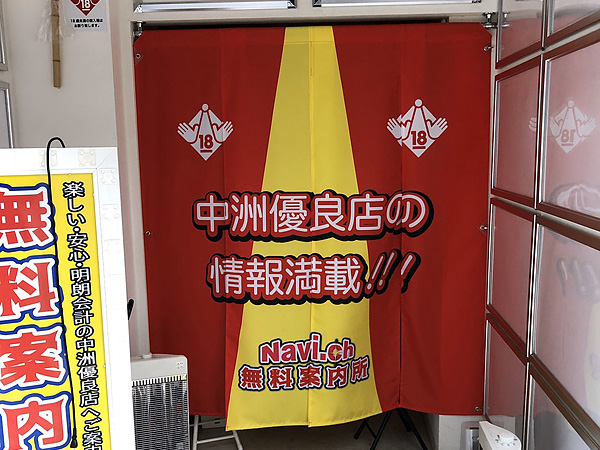 18
18
18
中洲優良店の
情報満載!!!
Navi.ch
無料案内所
無料案内
楽しい・安心・明朗会計の中洲優良店へご案内